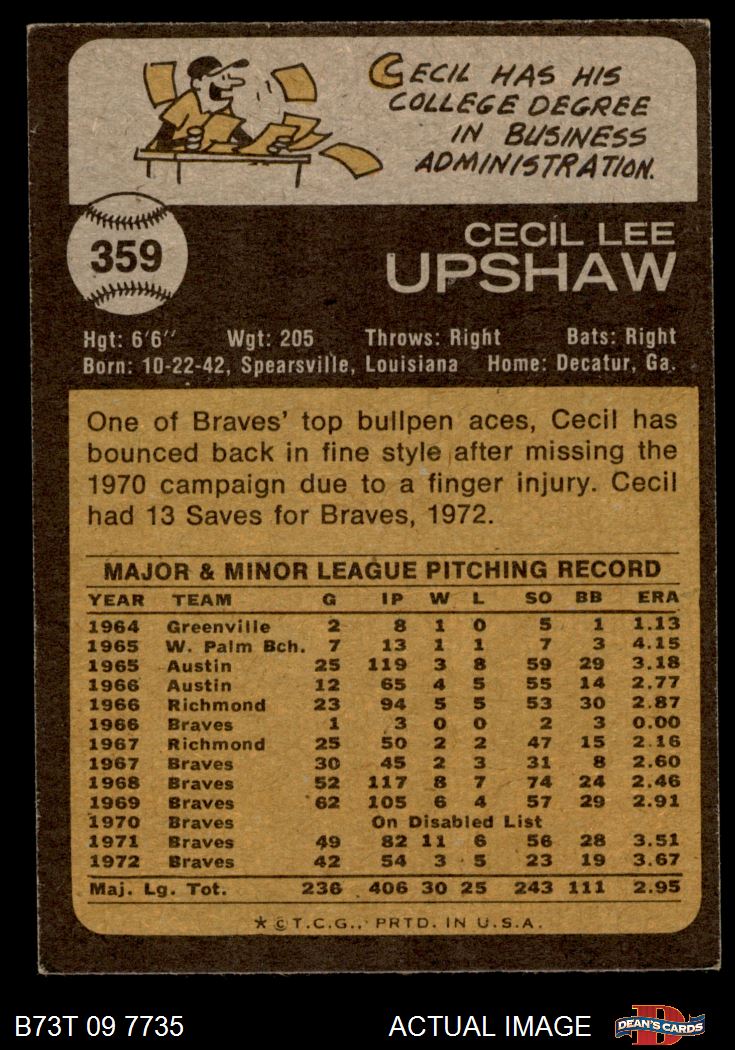 CECIL HAS HIS
COLLEGE DEGREE
IN BUSINESS
ADMINISTRATION.
359
CECIL LEE
UPSHAW
Hgt: 6'6" Wgt: 205 Throws: Right Bats: Right
Born: 10-22-42, Spearsville, Louisiana Home: Decatur, Ga.
One of Braves' top bullpen aces, Cecil has
bounced back in fine style after missing the
1970 campaign due to a finger injury. Cecil
had 13 Saves for Braves, 1972.
MAJOR & MINOR LEAGUE PITCHING RECORD
YEAR TEAM G IP W L SO BB ERA
1964 Greenville 2 8 1 0 5 1 1.13
1965 W. Palm Bch. 7 13 1 1 7 3 4.15
1965 Austin 25 119 3 8 59 29 3.18
1966 Austin 12 65 4 5 55 14 2.77
1966 Richmond 23 94 5 5 53 30 2.87
1966 Braves 1 3 0 0 2 3 0.00
1967 Richmond 25 50 2 2 47 15 2.16
1967 Braves 30 45 2 3 31 8 2.60
1968 Braves 52 117 8 7 74 24 2.46
1969 Braves 62 105 6 4 57 29 2.91
1970 Braves On Disabled List
1971 Braves 49 82 11 6 56 28 3.51
1972 Braves 42 54 3 5 23 19 3.67
Maj. Lg. Tot. 236 406 30 25 243 111 2.95
* © T.C.G., PRTD. IN U.S.A.
B73T 09 7735 ACTUAL IMAGE D DEAN'S CARDS